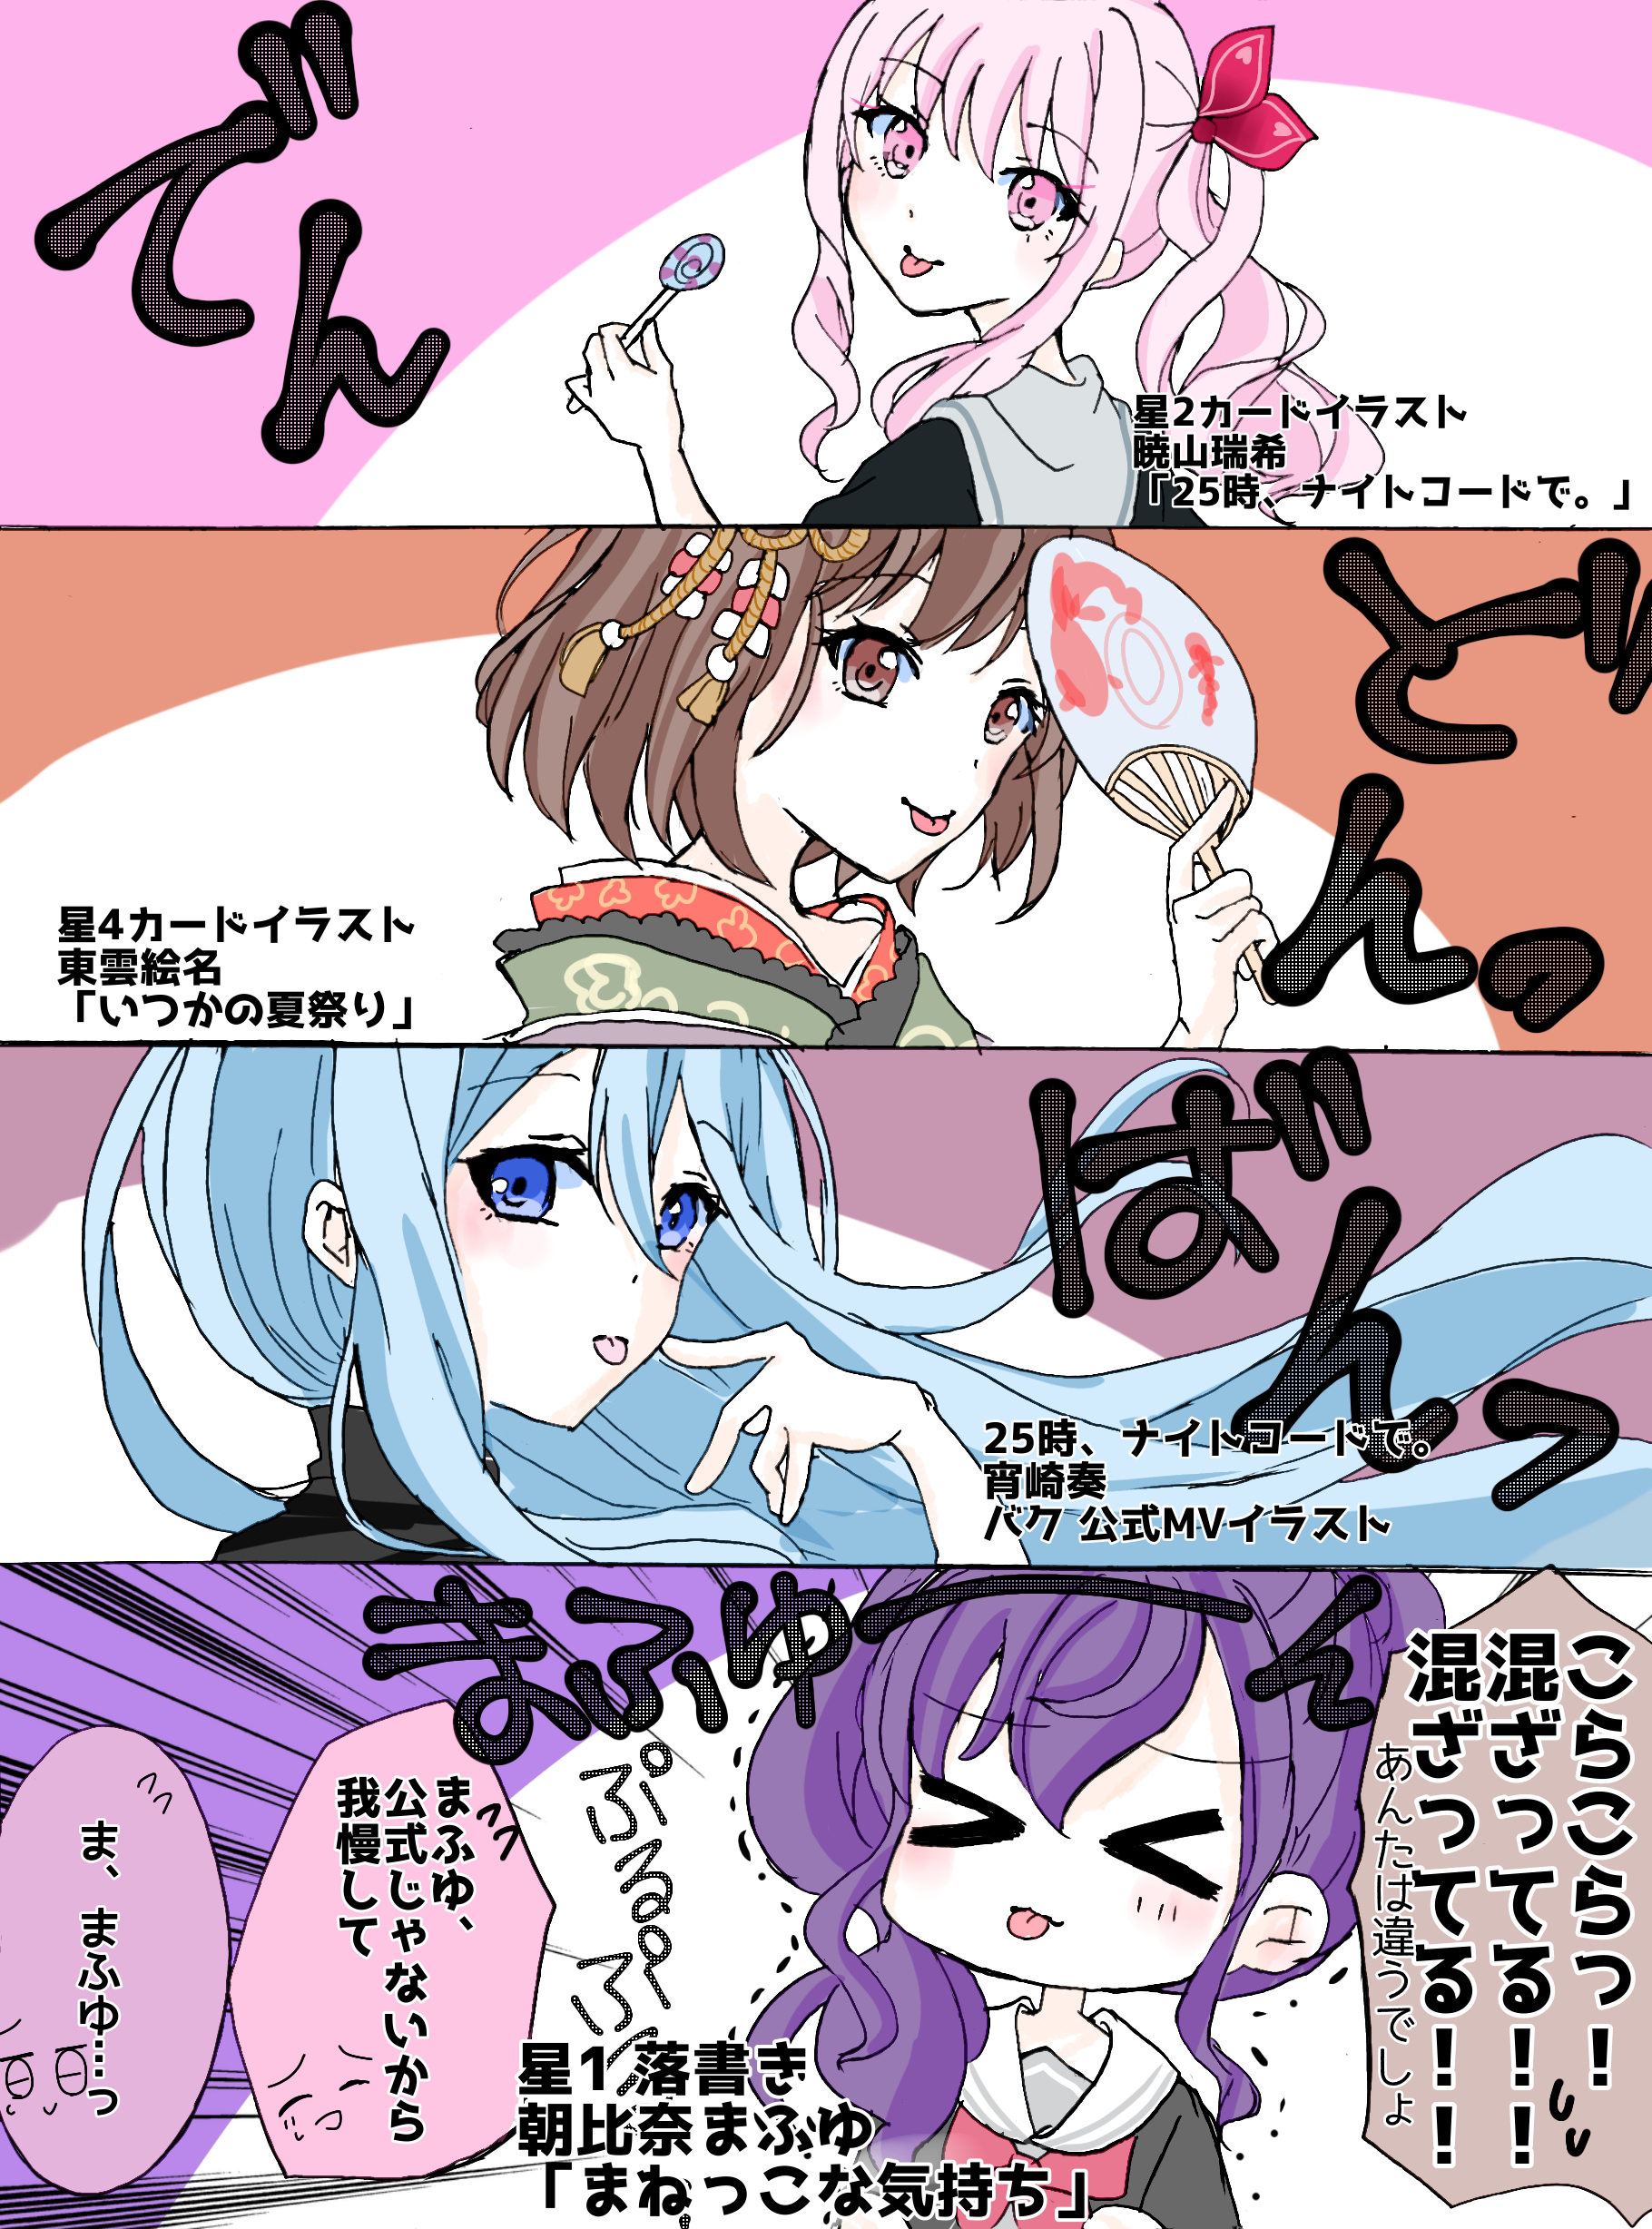 でん
星2カードイラスト
暁山瑞希
「25時、ナイトコードで。」
どんっ
星4カードイラスト
東雲絵名
「いつかの夏祭り」
ばんっ
25時、ナイトコードで。
宵崎奏
バク 公式MVイラスト
まふゆーん
こらこらっ!
混ざってる!!
混ざってる!!
あんたは違うでしょ
ぷるぷる
まふゆ、
公式じゃないから
我慢して
ま、まふゆ…っ
星1 落書き
朝比奈まふゆ
「まねっこな気持ち」